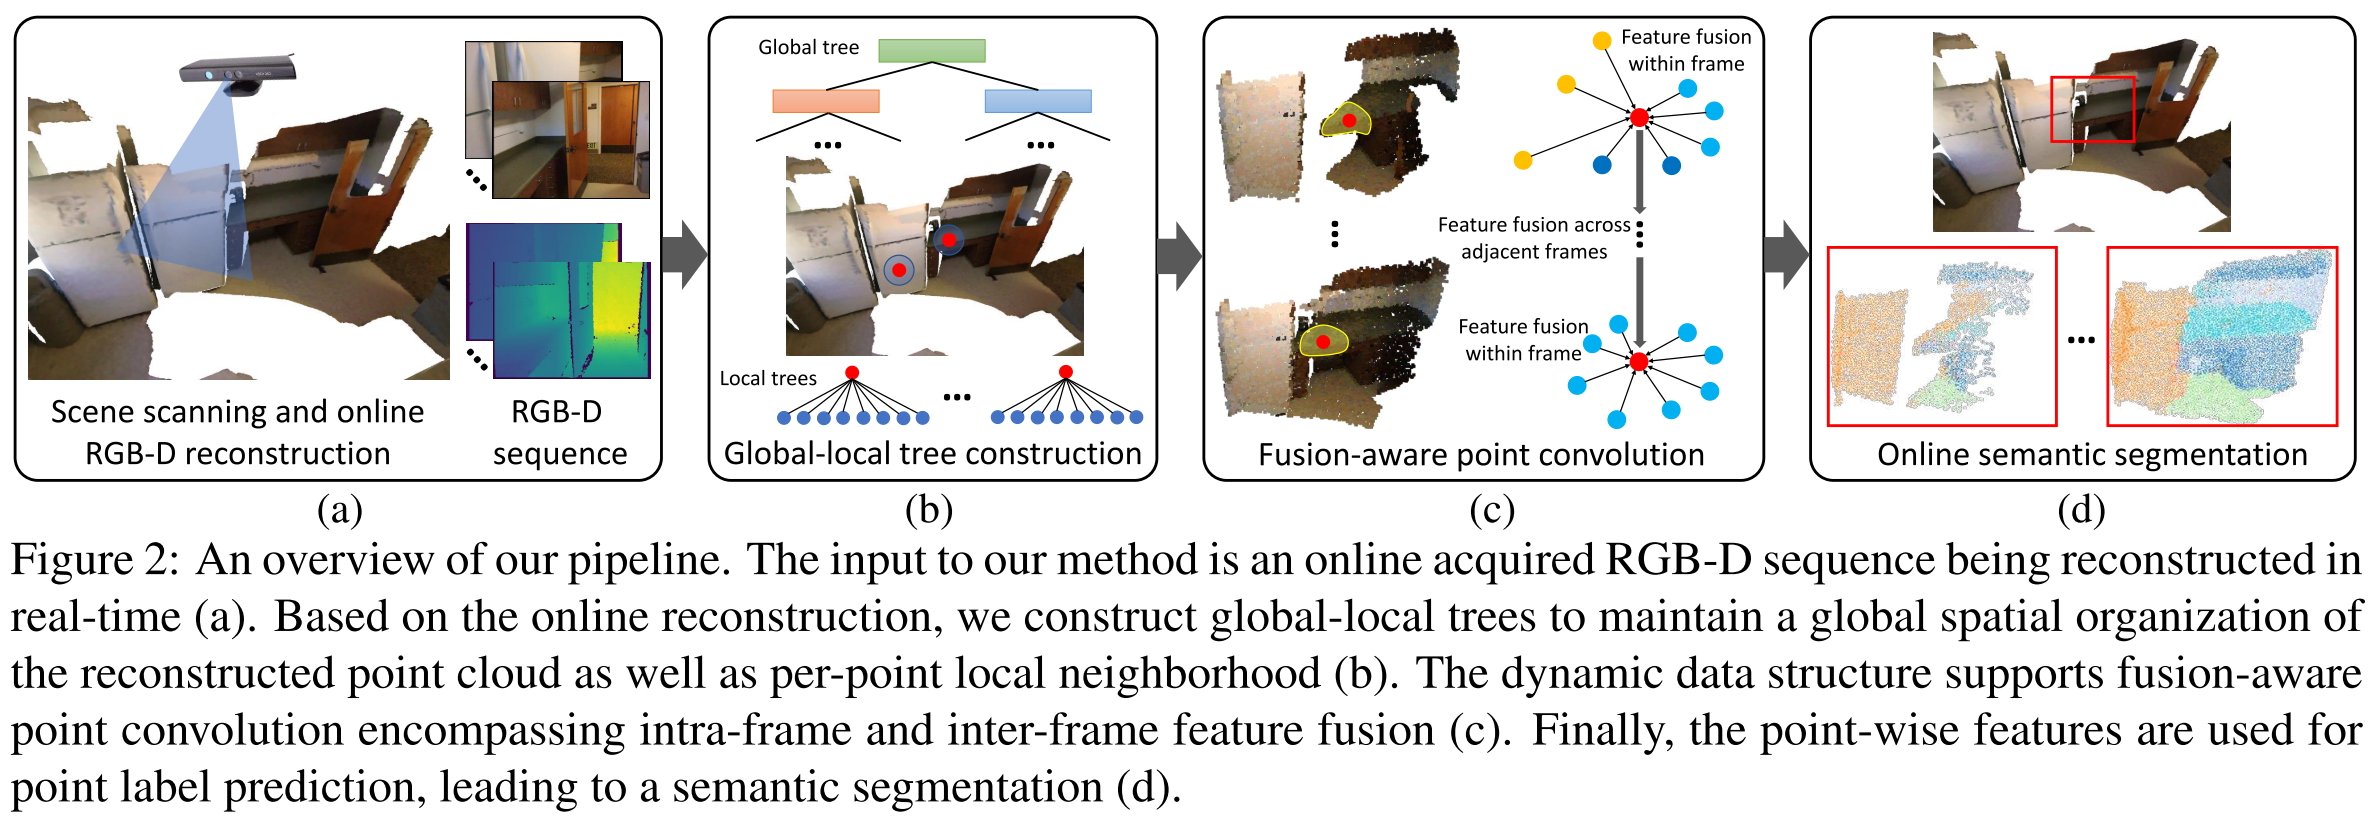 Scene scanning and online
RGB-D reconstruction
RGB-D
sequence
(a)
Global tree
Local trees
Global-local tree construction
(b)
Feature fusion
within frame
Feature fusion across
adjacent frames
Feature fusion
within frame
Fusion-aware point convolution
(c)
Online semantic segmentation
(d)
Figure 2: An overview of our pipeline. The input to our method is an online acquired RGB-D sequence being reconstructed in
real-time (a). Based on the online reconstruction, we construct global-local trees to maintain a global spatial organization of
the reconstructed point cloud as well as per-point local neighborhood (b). The dynamic data structure supports fusion-aware
point convolution encompassing intra-frame and inter-frame feature fusion (c). Finally, the point-wise features are used for
point label prediction, leading to a semantic segmentation (d).